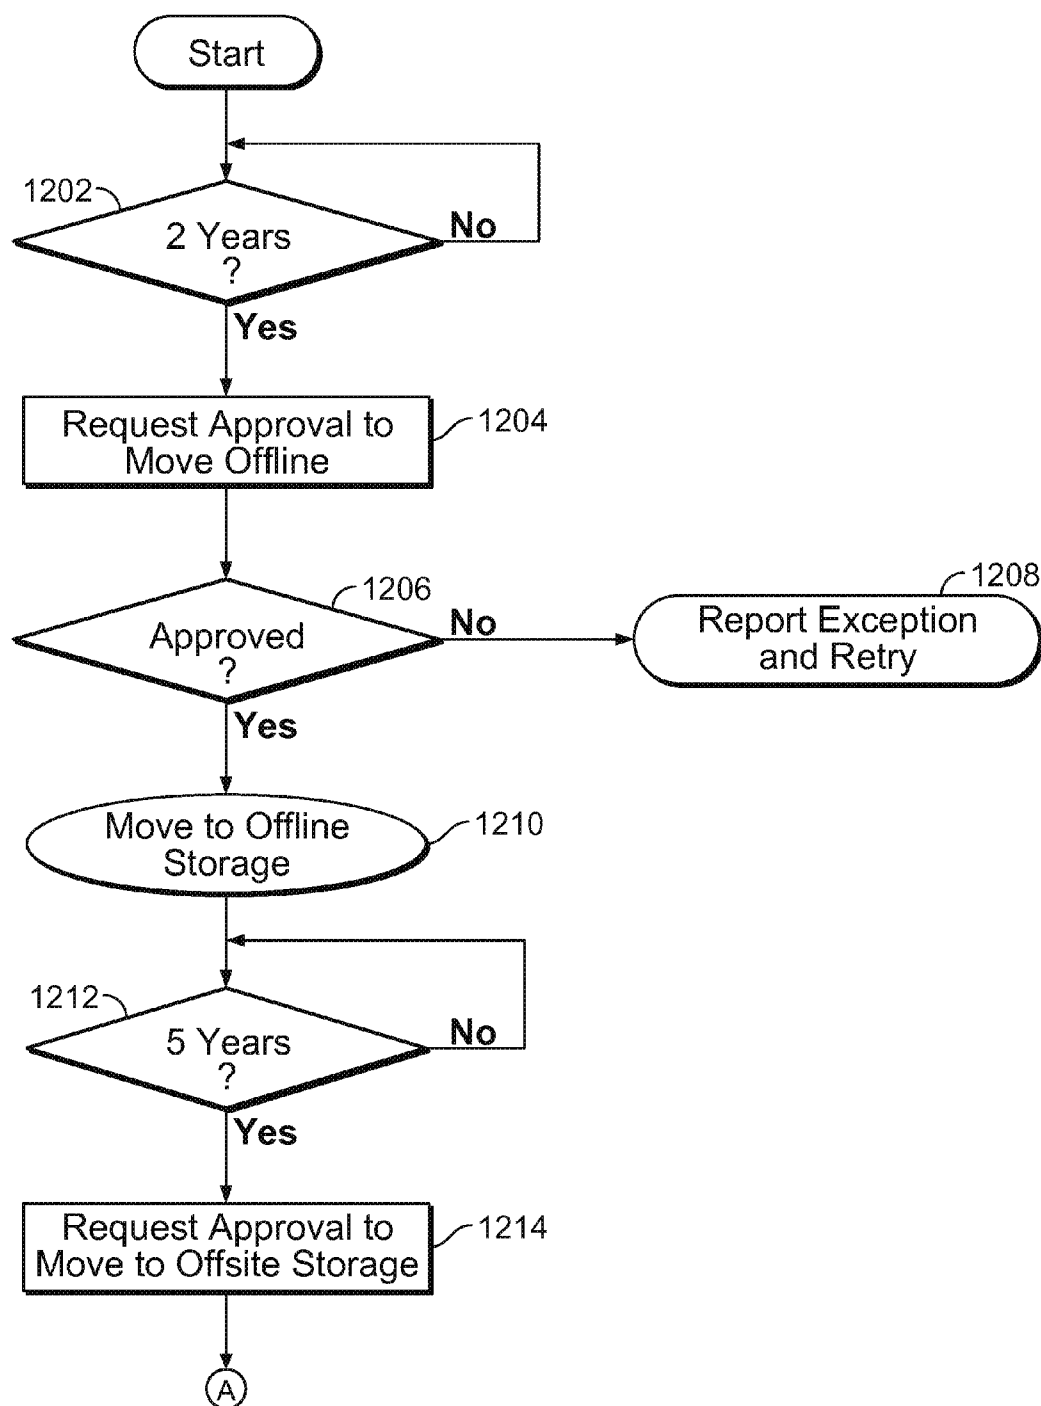 Start
1202
2 Years
?
No
Yes
Request Approval to
Move Offline
1204
1206
Approved
?
No
Yes
1208
Report Exception
and Retry
Move to Offline
Storage
1210
1212
5 Years
?
No
Yes
Request Approval to
Move to Offsite Storage
1214
A